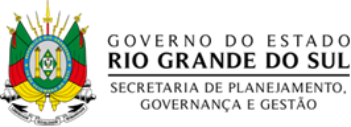 GOVERNO DO ESTADO
RIO GRANDE DO SUL
SECRETARIA DE PLANEJAMENTO,
GOVERNANÇA E GESTÃO